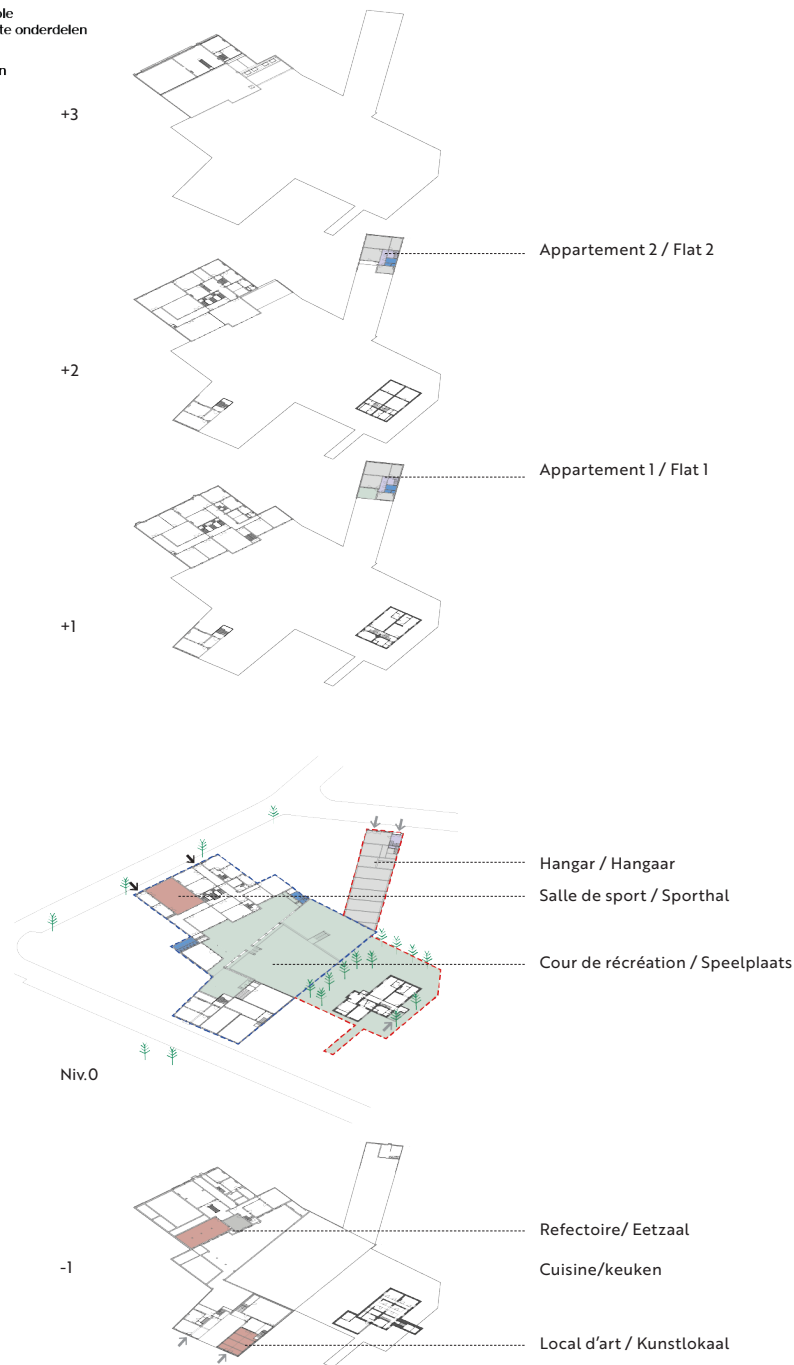 te onderdelen
+3
Appartement 2 / Flat 2
+2
Appartement 1 / Flat 1
+1
Hangar / Hangaar
Salle de sport / Sporthal
Cour de récréation / Speelplaats
Niv.0
Refectoire/ Eetzaal
-1
Cuisine/keuken
Local d'art / Kunstlokaal